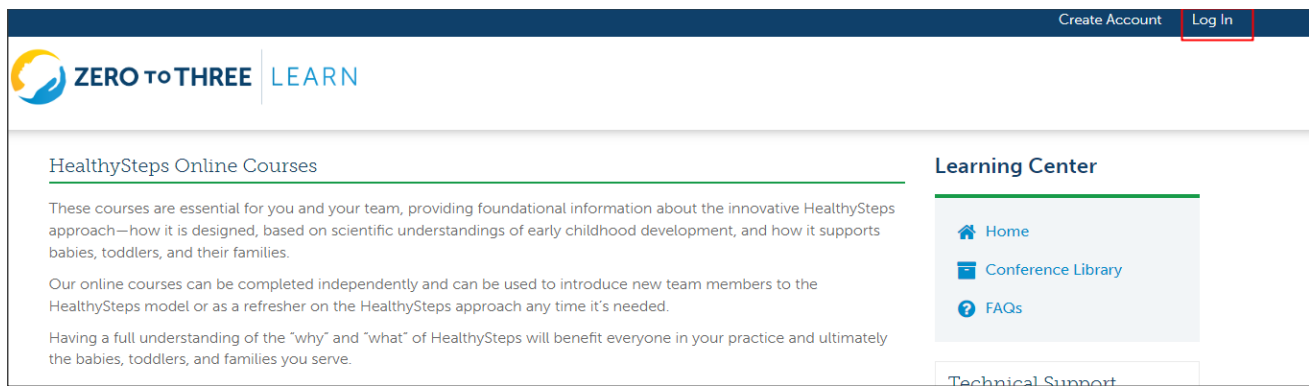 Create Account Log In
ZERO TO THREE LEARN
HealthySteps Online Courses
These courses are essential for you and your team, providing foundational information about the innovative HealthySteps
approach—how it is designed, based on scientific understandings of early childhood development, and how it supports
babies, toddlers, and their families.
Our online courses can be completed independently and can be used to introduce new team members to the
HealthySteps model or as a refresher on the HealthySteps approach any time it's needed.
Having a full understanding of the “why” and “what” of HealthySteps will benefit everyone in your practice and ultimately
the babies, toddlers, and families you serve.
Learning Center
Home
Conference Library
FAQs
Technical Support